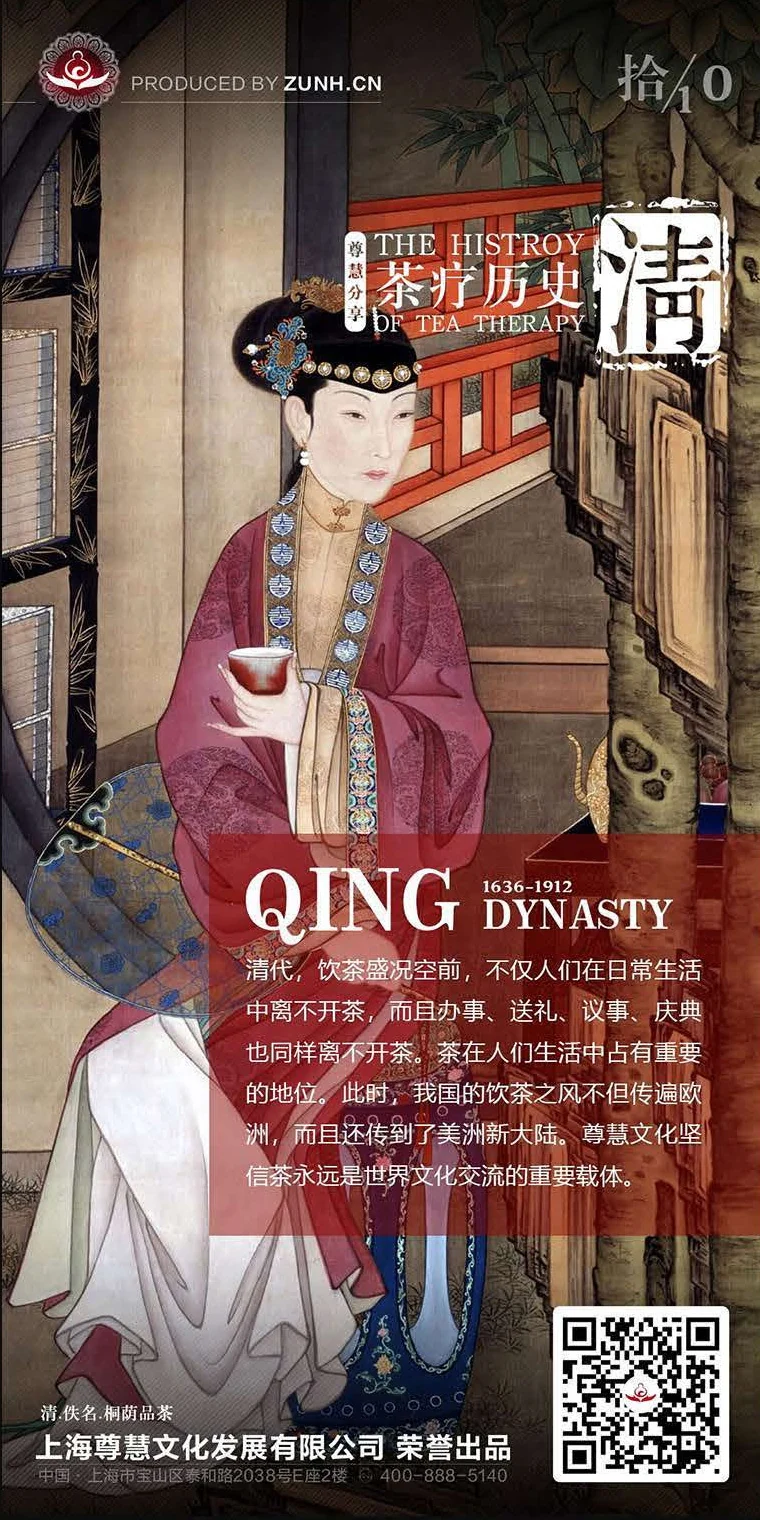 PRODUCED BY ZUNH.CN
拾/10
尊慧分享
THE HISTROY
茶疗历史
OF TEA THERAPY
清
QING
1636-1912
DYNASTY
清代，饮茶盛况空前，不仅人们在日常生活
中离不开茶，而且办事、送礼、议事、庆典
也同样离不开茶。茶在人们生活中占有重要
的地位。此时，我国的饮茶之风不但传遍欧
洲，而且还传到了美洲新大陆。尊慧文化坚
信茶永远是世界文化交流的重要载体。
清.佚名.桐荫品茶
上海尊慧文化发展有限公司 荣誉出品
中国·上海市宝山区泰和路2038号E座2楼 400-888-5140